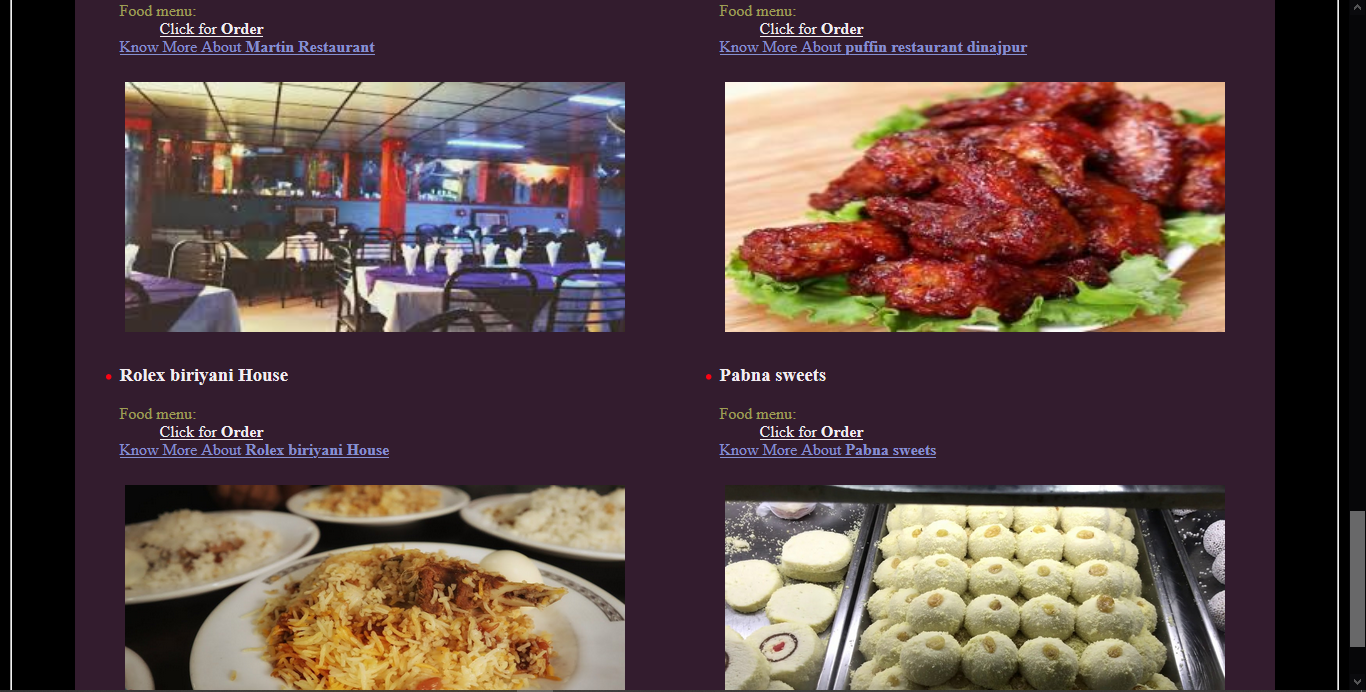 Food menu:
Click for Order
Know More About Martin Restaurant
Food menu:
Click for Order
Know More About puffin restaurant dinajpur
Rolex biriyani House
Food menu:
Click for Order
Know More About Rolex biriyani House
Pabna sweets
Food menu:
Click for Order
Know More About Pabna sweets